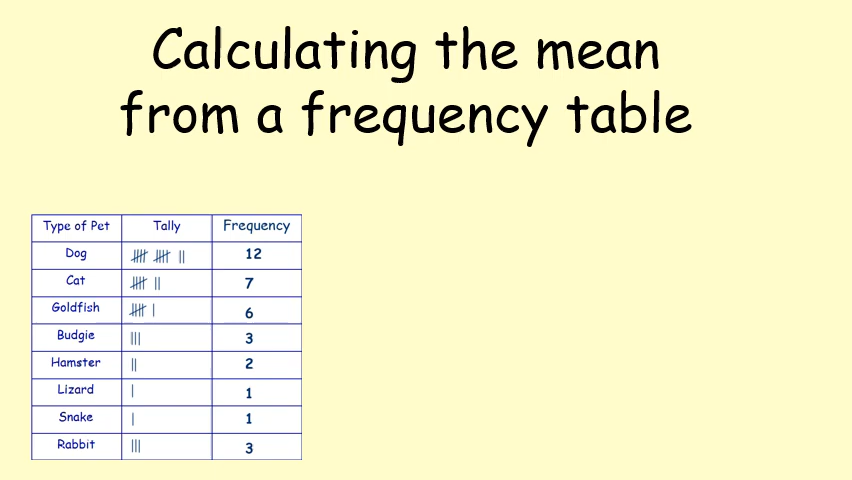 Calculating the mean
from a frequency table
Type of Pet Tally Frequency
Dog 12
Cat 7
Goldfish 6
Budgie 3
Hamster 2
Lizard 1
Snake 1
Rabbit 3